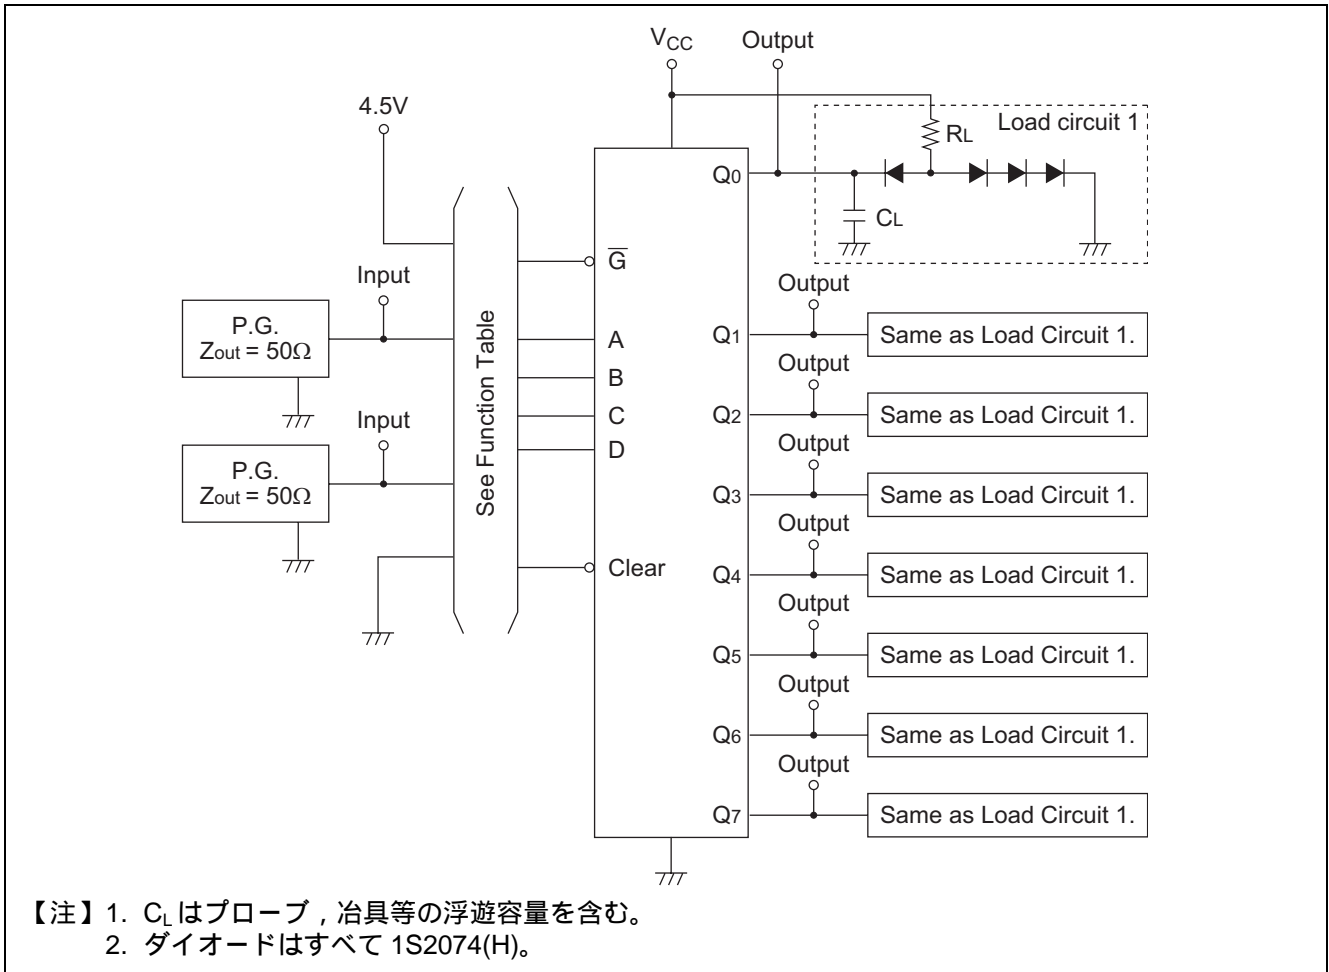 VCC
Output
4.5V
Load circuit 1
RL
Q0
CL
G
Input
Output
P.G.
Zout = 50Ω
A
Q1
Same as Load Circuit 1.
Output
B
See Function Table
Input
C
Q2
Same as Load Circuit 1.
Output
D
P.G.
Zout = 50Ω
Q3
Same as Load Circuit 1.
Output
Clear
Q4
Same as Load Circuit 1.
Output
Q5
Same as Load Circuit 1.
Output
Q6
Same as Load Circuit 1.
Output
Q7
Same as Load Circuit 1.
【注】1. CLはプローブ,冶具等の浮遊容量を含む。
2. ダイオードはすべて 1S2074(H)。